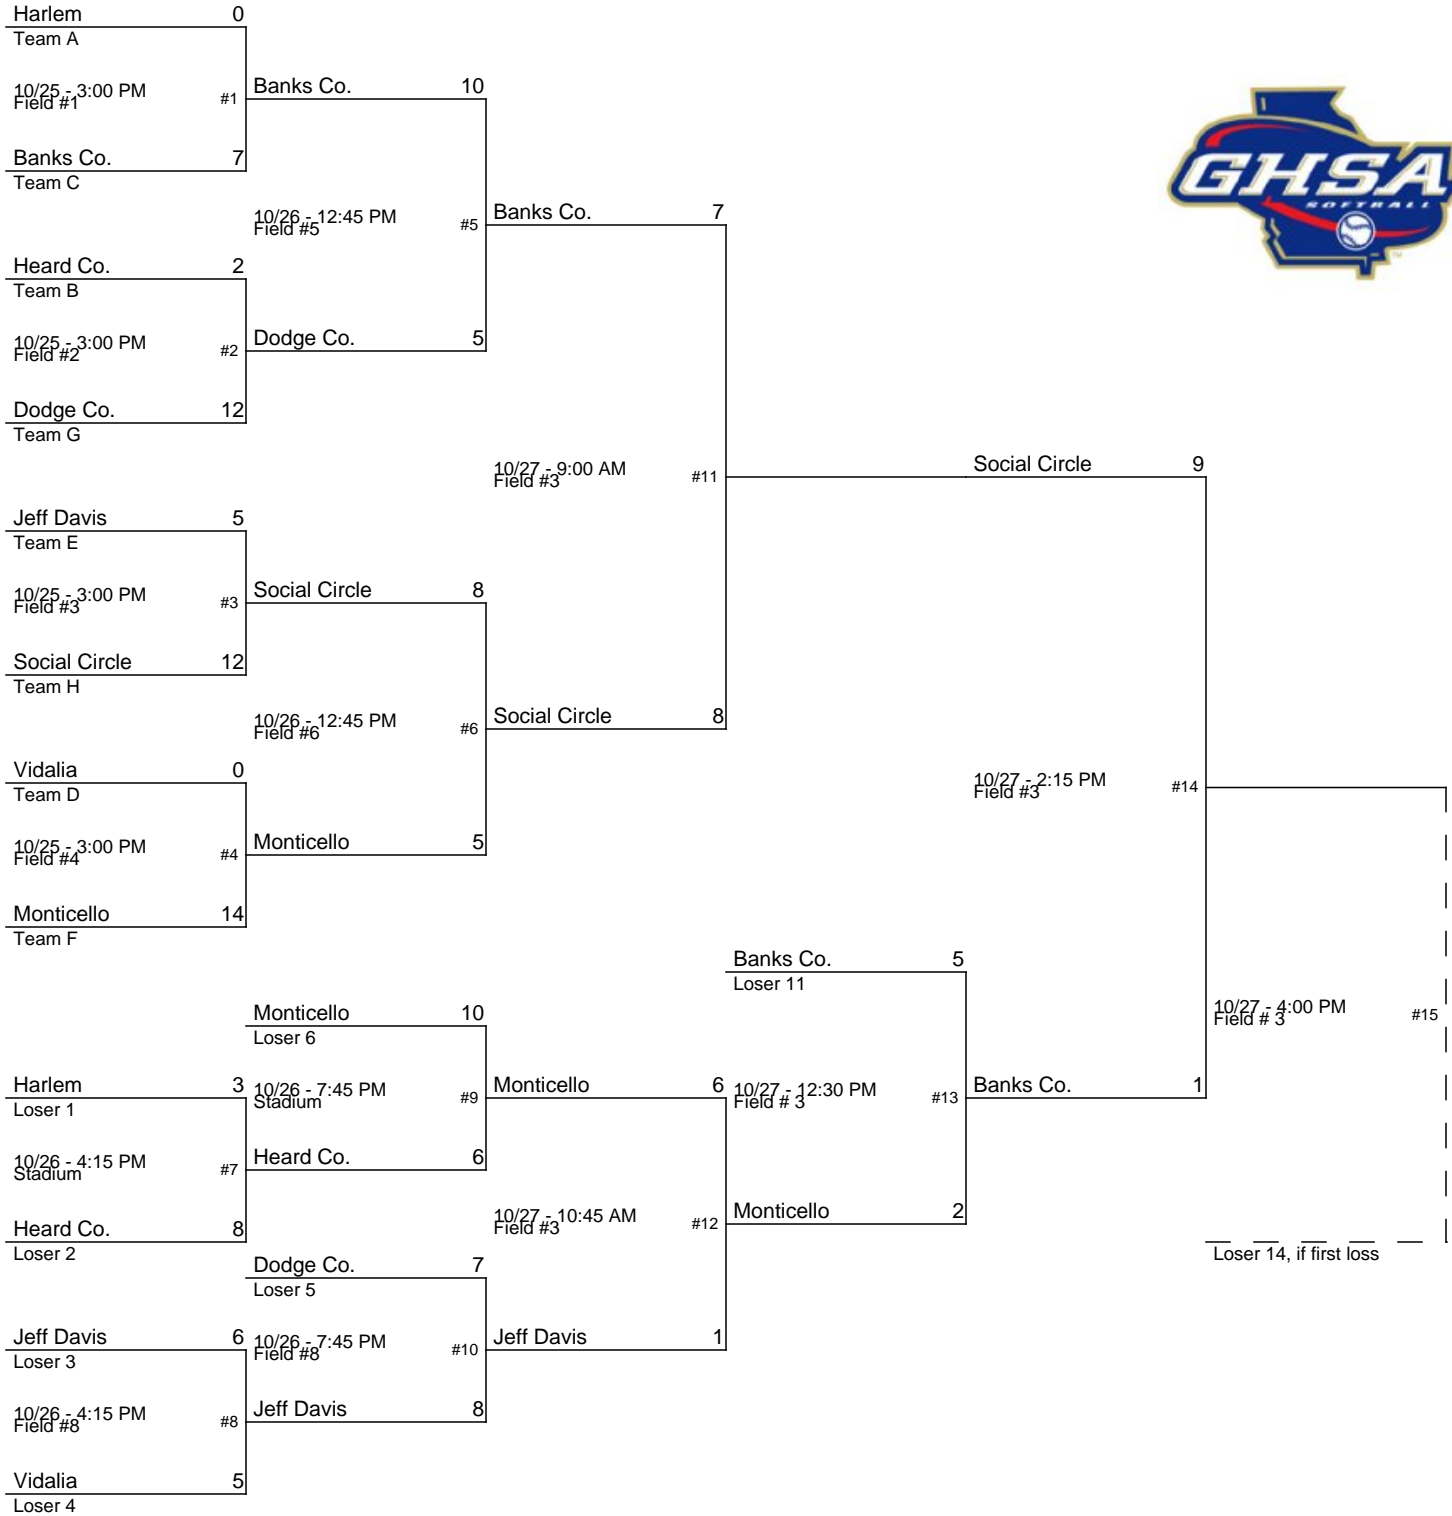 Harlem 0
Team A
10/25 - 3:00 PM
Field #1
#1
Banks Co. 10
Banks Co. 7
Team C
10/26 - 12:45 PM
Field #5
#5
Banks Co. 7
Heard Co. 2
Team B
10/25 - 3:00 PM
Field #2
#2
Dodge Co. 5
Dodge Co. 12
Team G
10/27 - 9:00 AM
Field #3
#11
Social Circle 9
Jeff Davis 5
Team E
10/25 - 3:00 PM
Field #3
#3
Social Circle 8
Social Circle 12
Team H
10/26 - 12:45 PM
Field #6
#6
Social Circle 8
Vidalia 0
Team D
10/27 - 2:15 PM
Field #3
#14
10/25 - 3:00 PM
Field #4
#4
Monticello 5
Monticello 14
Team F
Banks Co. 5
Loser 11
Monticello 10
Loser 6
10/27 - 4:00 PM
Field # 3
#15
Harlem 3
Loser 1
10/26 - 7:45 PM
Stadium
#9
Monticello 6
10/27 - 12:30 PM
Field # 3
#13
Banks Co. 1
10/26 - 4:15 PM
Stadium
#7
Heard Co. 6
Heard Co. 8
Loser 2
10/27 - 10:45 AM
Field #3
#12
Monticello 2
Loser 14, if first loss
Dodge Co. 7
Loser 5
Jeff Davis 6
Loser 3
10/26 - 7:45 PM
Field #8
#10
Jeff Davis 1
10/26 - 4:15 PM
Field #8
#8
Jeff Davis 8
Vidalia 5
Loser 4
GHSA
SOFTBALL
TM